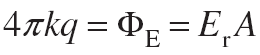 4πkq = Φ_E = E_r A